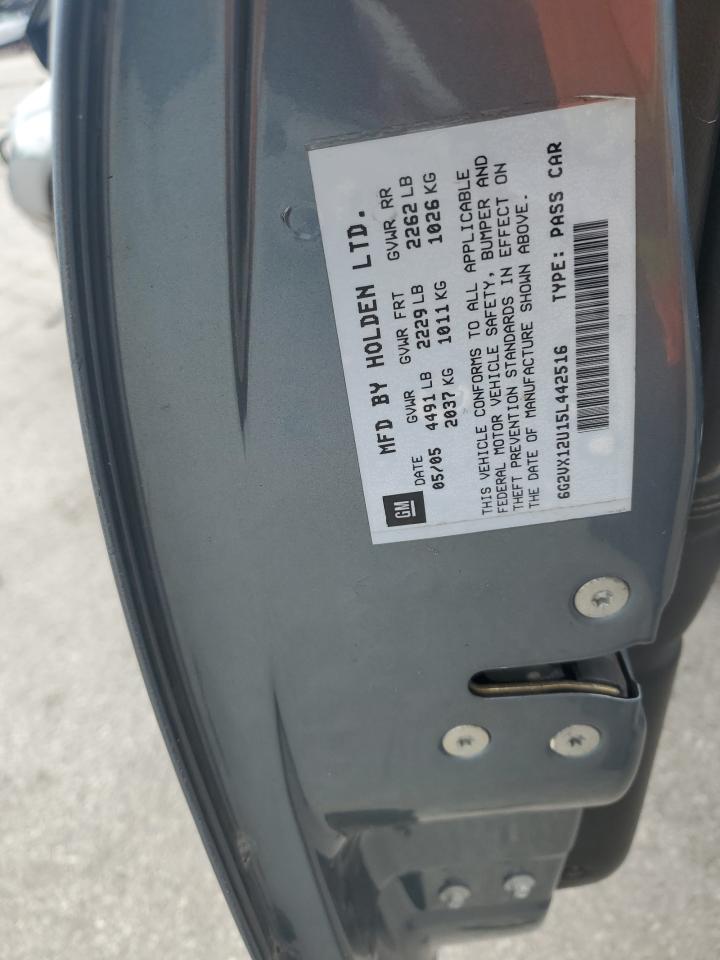 GM
MFD BY HOLDEN LTD.
DATE GVWR GVWR FRT GVWR RR
05/05 4491 LB 2229 LB 2262 LB
2037 KG 1011 KG 1026 KG
THIS VEHICLE CONFORMS TO ALL APPLICABLE
FEDERAL MOTOR VEHICLE SAFETY, BUMPER AND
THEFT PREVENTION STANDARDS IN EFFECT ON
THE DATE OF MANUFACTURE SHOWN ABOVE.
6G2VX12U15L442516 TYPE: PASS CAR